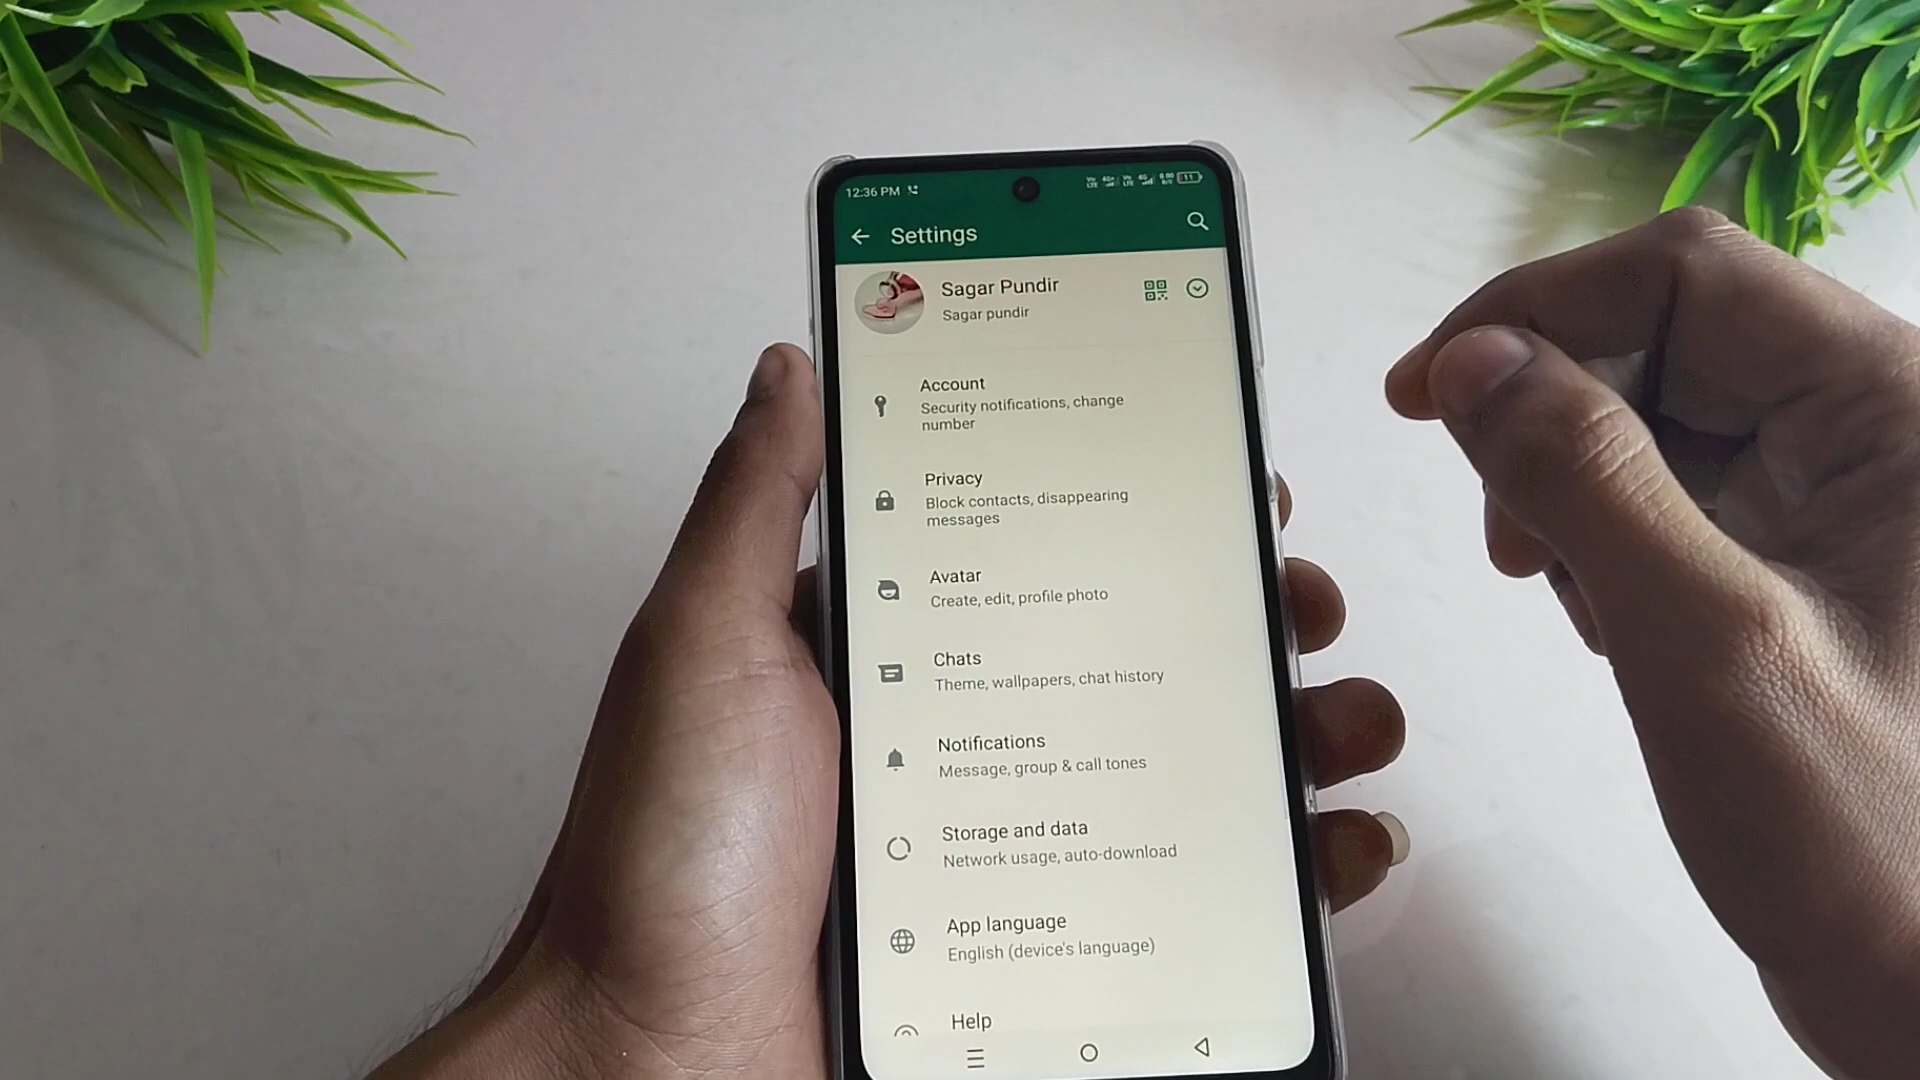 12:36 PM
Settings
Sagar Pundir
Sagar pundir
Account
Security notifications, change
number
Privacy
Block contacts, disappearing
messages
Avatar
Create, edit, profile photo
Chats
Theme, wallpapers, chat history
Notifications
Message, group & call tones
Storage and data
Network usage, auto-download
App language
English (device's language)
Help